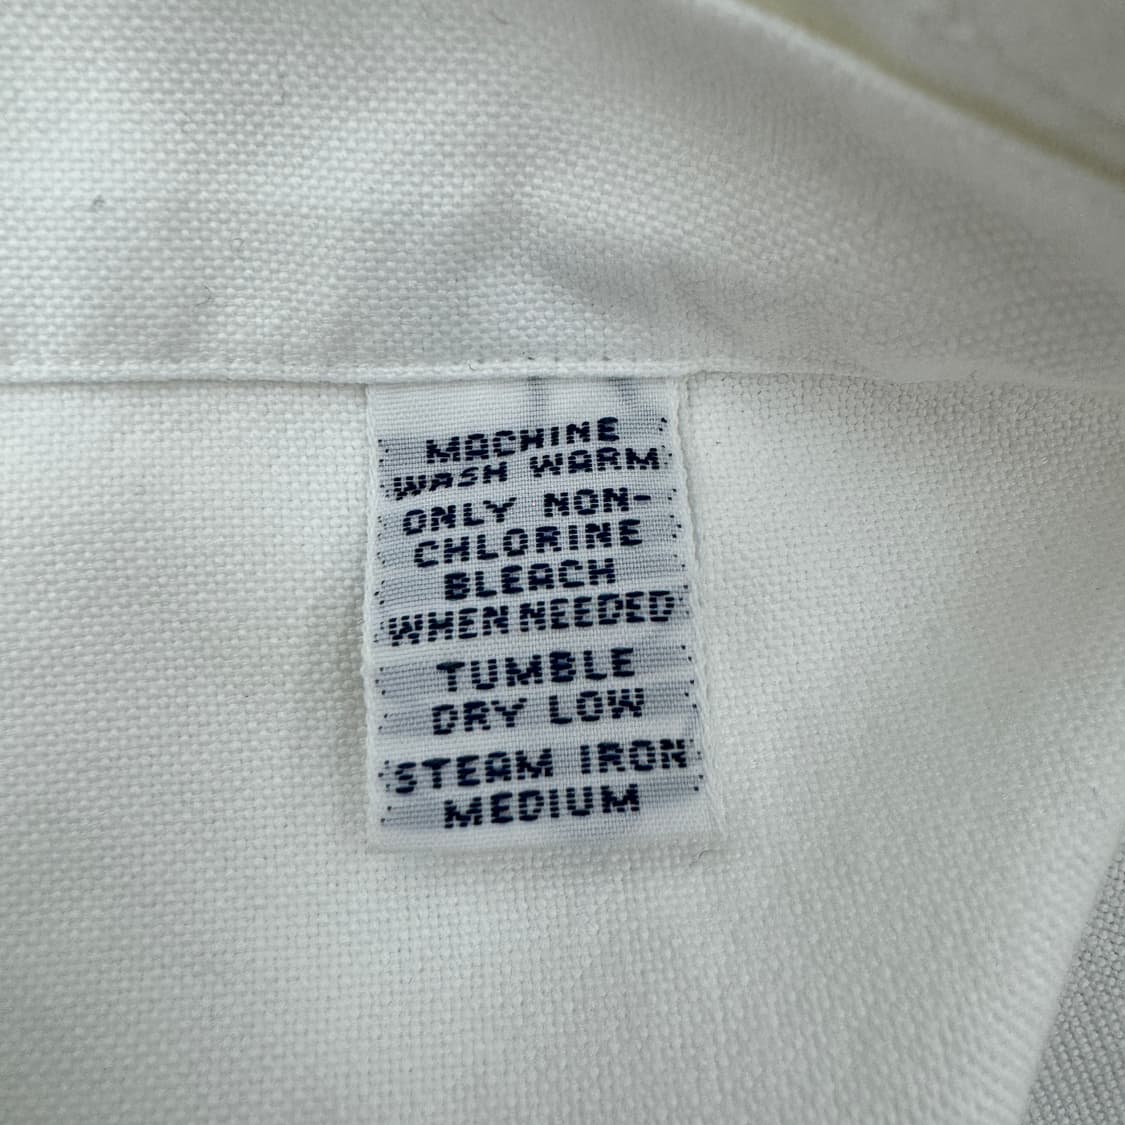 MACHINE
WASH WARM
ONLY NON-
CHLORINE
BLEACH
WHEN NEEDED
TUMBLE
DRY LOW
STEAM IRON
MEDIUM